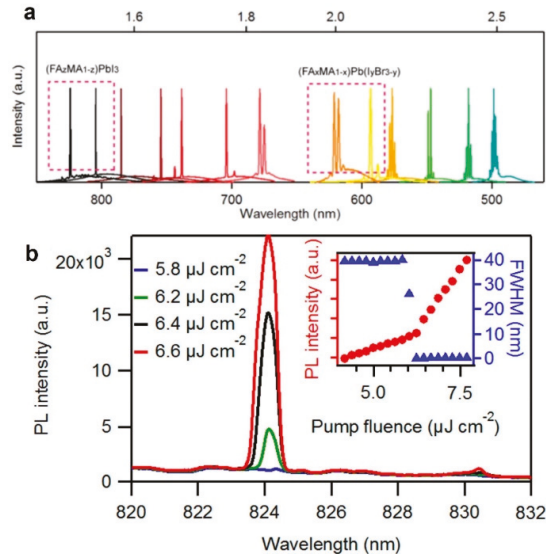 a
1.6 1.8 2.0 2.2 2.5
(FAzMA1-z)PbI3
(FAxMA1-x)Pb(IyBr3-y)
Intensity (a.u.)
800 700 600 500
Wavelength (nm)
b
20x10³
15
10
5
0
PL intensity (a.u.)
5.8 µJ cm⁻²
6.2 µJ cm⁻²
6.4 µJ cm⁻²
6.6 µJ cm⁻²
PL intensity (a.u.)
40
30
20
10
0
FWHM (nm)
5.0 7.5
Pump fluence (µJ cm⁻²)
820 822 824 826 828 830 832
Wavelength (nm)